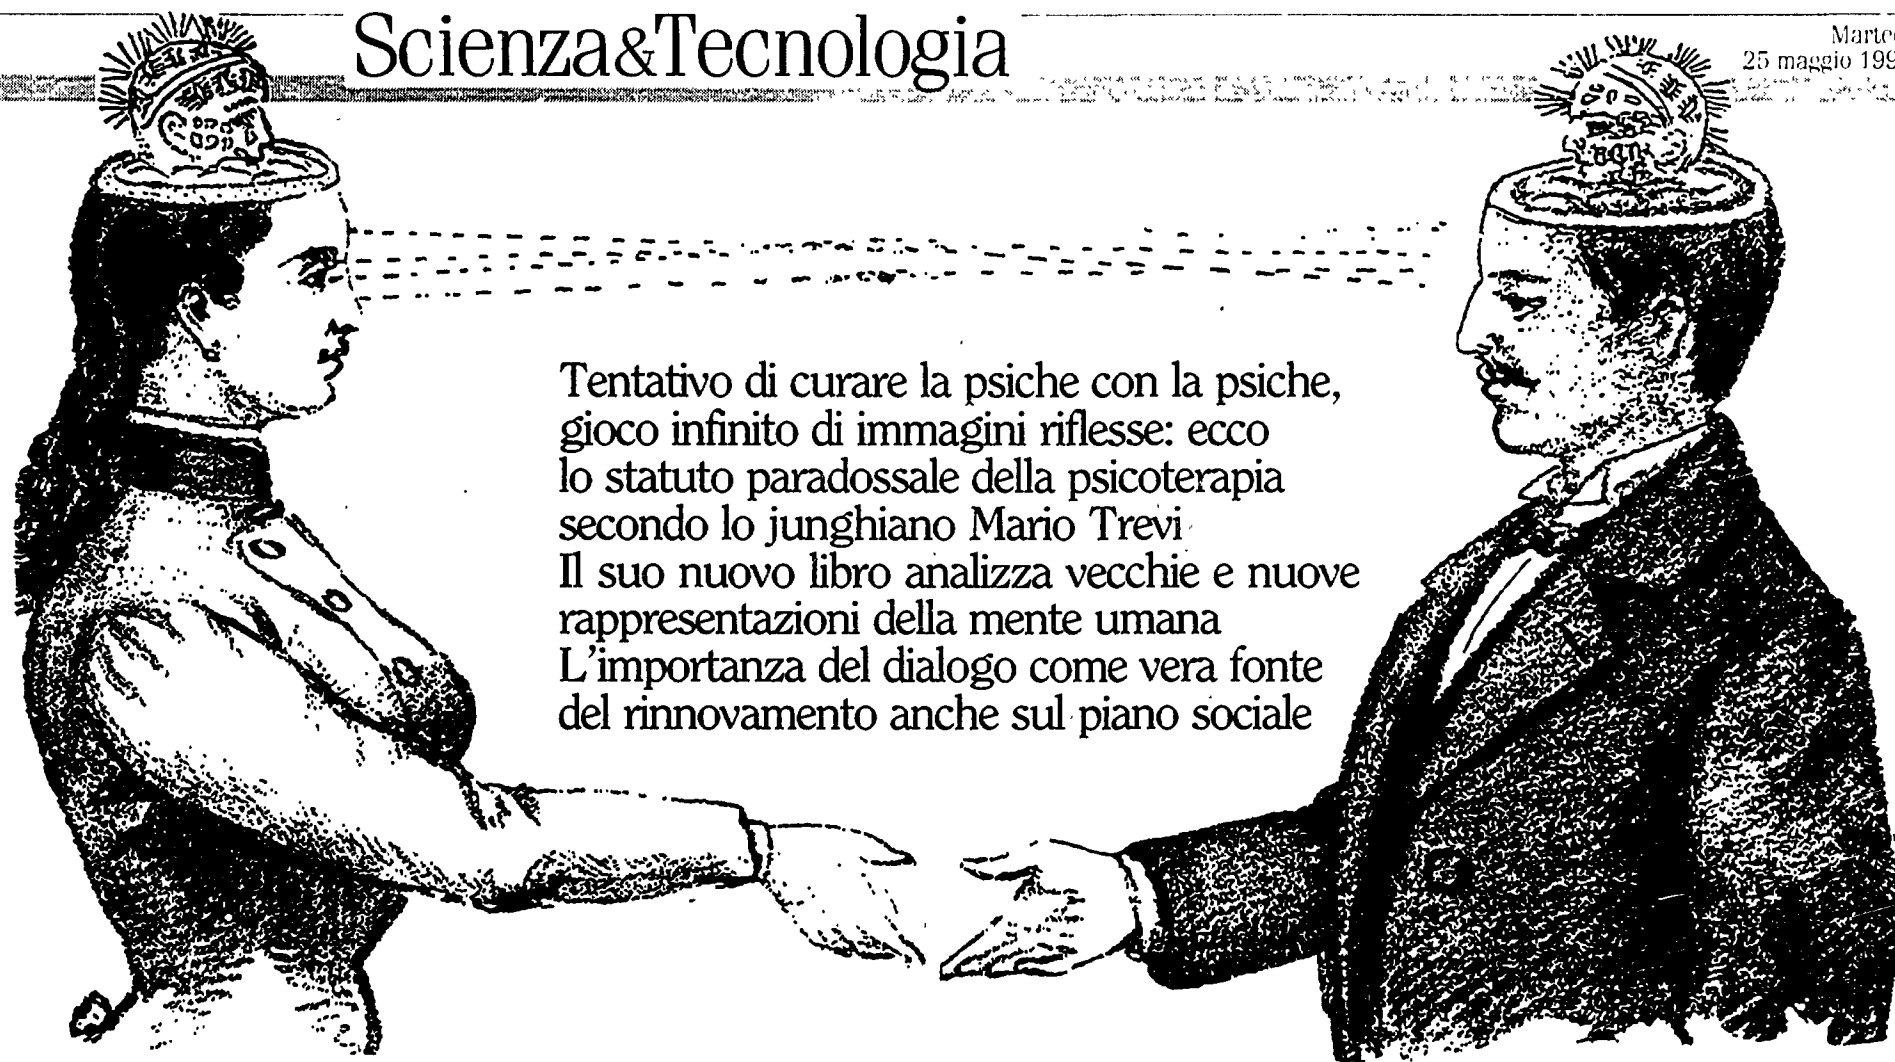 Scienza&Tecnologia
25 maggio
Tentativo di curare la psiche con la psiche,
gioco infinito di immagini riflesse: ecco
lo statuto paradossale della psicoterapia
secondo lo junghiano Mario Trevi
Il suo nuovo libro analizza vecchie e nuove
rappresentazioni della mente umana
L'importanza del dialogo come vera fonte
del rinnovamento anche sul piano sociale